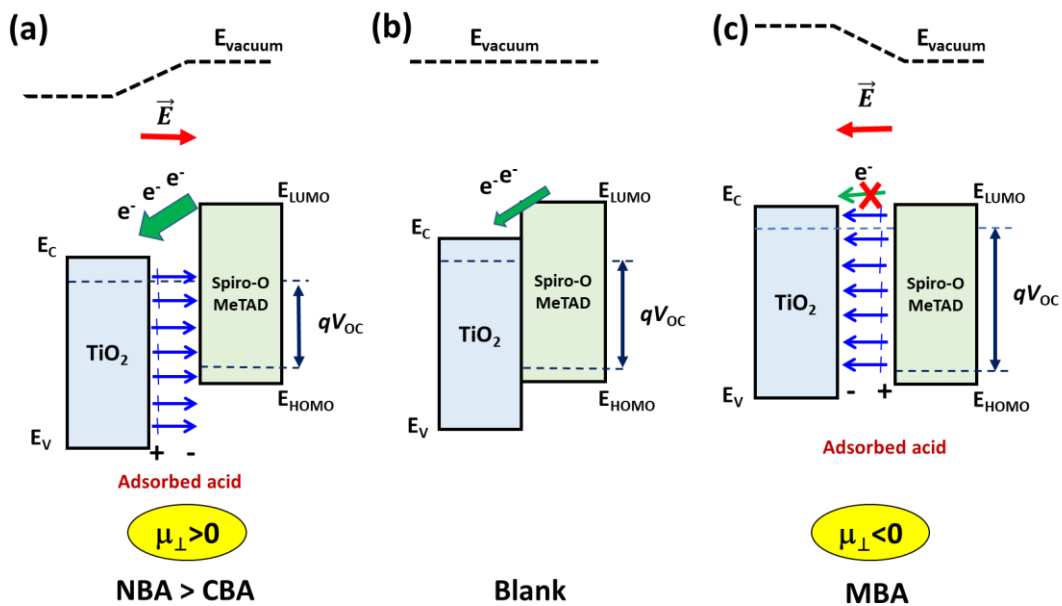 (a)
E_vacuum
E⃗
e⁻ e⁻ e⁻
E_LUMO
E_C
Spiro-O
MeTAD
qV_OC
TiO₂
E_HOMO
E_V
+ -
Adsorbed acid
μ⊥>0
NBA > CBA
(b)
E_vacuum
e⁻ e⁻
E_LUMO
E_C
Spiro-O
MeTAD
qV_OC
TiO₂
E_HOMO
E_V
Blank
(c)
E_vacuum
E⃗
e⁻
E_C
E_LUMO
Spiro-O
MeTAD
qV_OC
TiO₂
E_V
- +
E_HOMO
Adsorbed acid
μ⊥<0
MBA